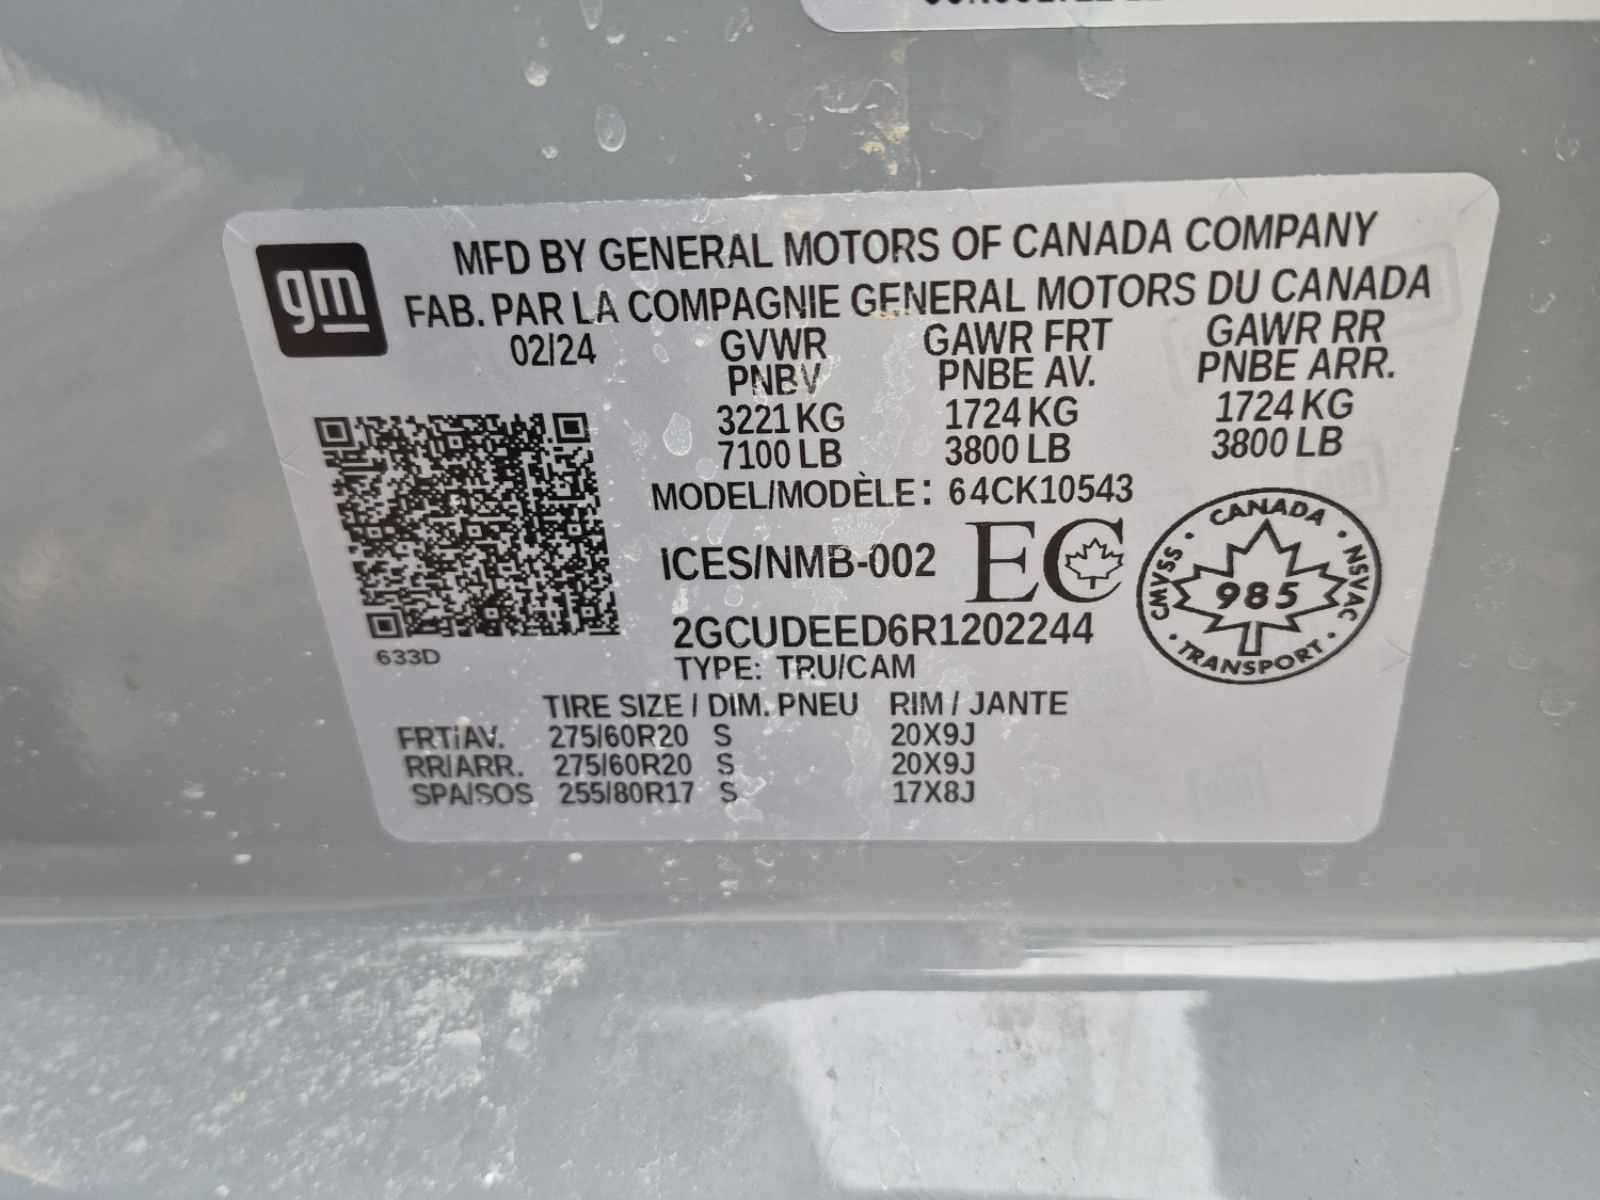 gm
MFD BY GENERAL MOTORS OF CANADA COMPANY
FAB. PAR LA COMPAGNIE GENERAL MOTORS DU CANADA
02/24 GVWR GAWR FRT GAWR RR
PNBV PNBE AV. PNBE ARR.
3221 KG 1724 KG 1724 KG
7100 LB 3800 LB 3800 LB
MODEL/MODÈLE: 64CK10543
ICES/NMB-002 EC
CANADA
CMVSS 985 NSVAC
TRANSPORT
2GCUDEED6R1202244
633D
TYPE: TRU/CAM
TIRE SIZE / DIM. PNEU RIM / JANTE
FRT/AV. 275/60R20 S 20X9J
RR/ARR. 275/60R20 S 20X9J
SPA/SOS 255/80R17 S 17X8J